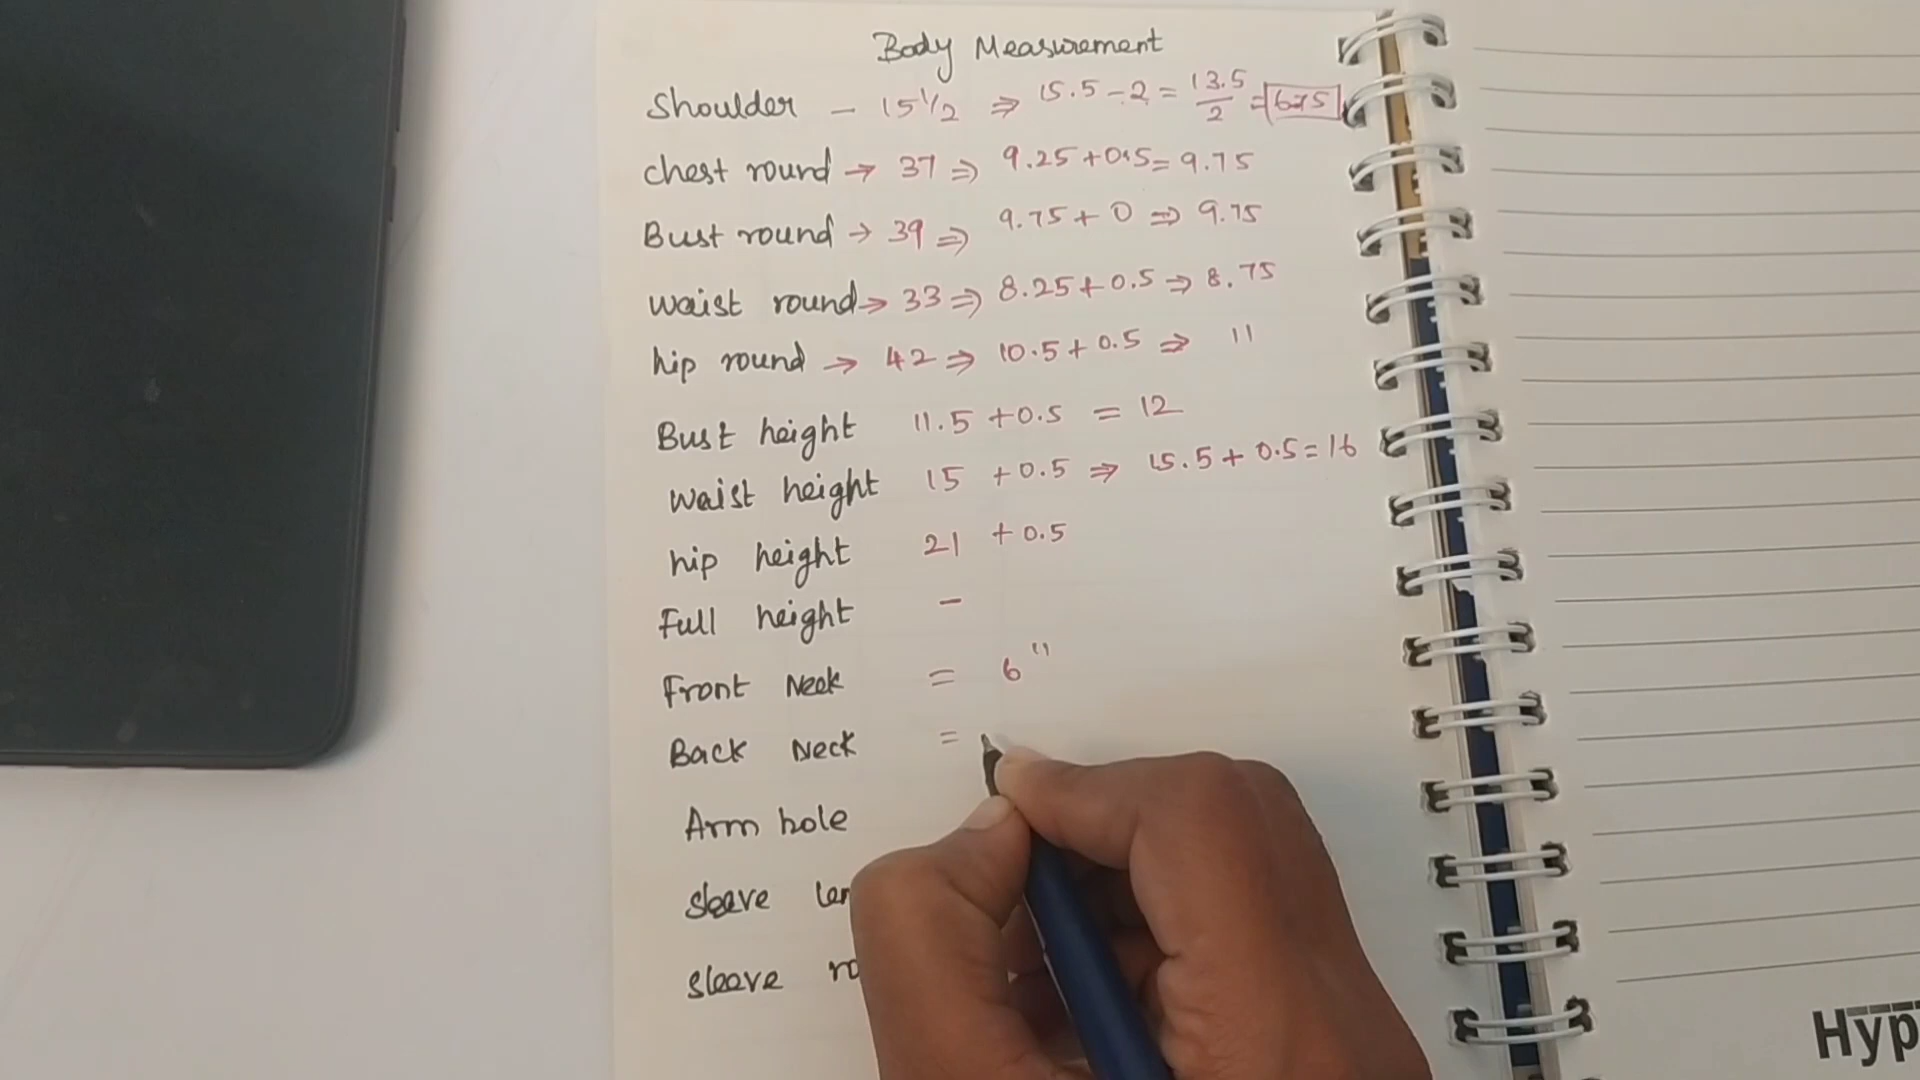 Body Measurement
Shoulder - 15 1/2 ⇒ 15.5 - 2 = 13.5/2 = 6.75
chest round → 37 ⇒ 9.25 + 0.5 = 9.75
Bust round → 39 ⇒ 9.75 + 0 ⇒ 9.75
waist round → 33 ⇒ 8.25 + 0.5 ⇒ 8.75
hip round → 42 ⇒ 10.5 + 0.5 ⇒ 11
Bust height 11.5 + 0.5 = 12
waist height 15 + 0.5 ⇒ 15.5 + 0.5 = 16
hip height 21 + 0.5
Full height -
Front Neck = 6"
Back Neck =
Arm hole
sleeve
sleeve
Hyp